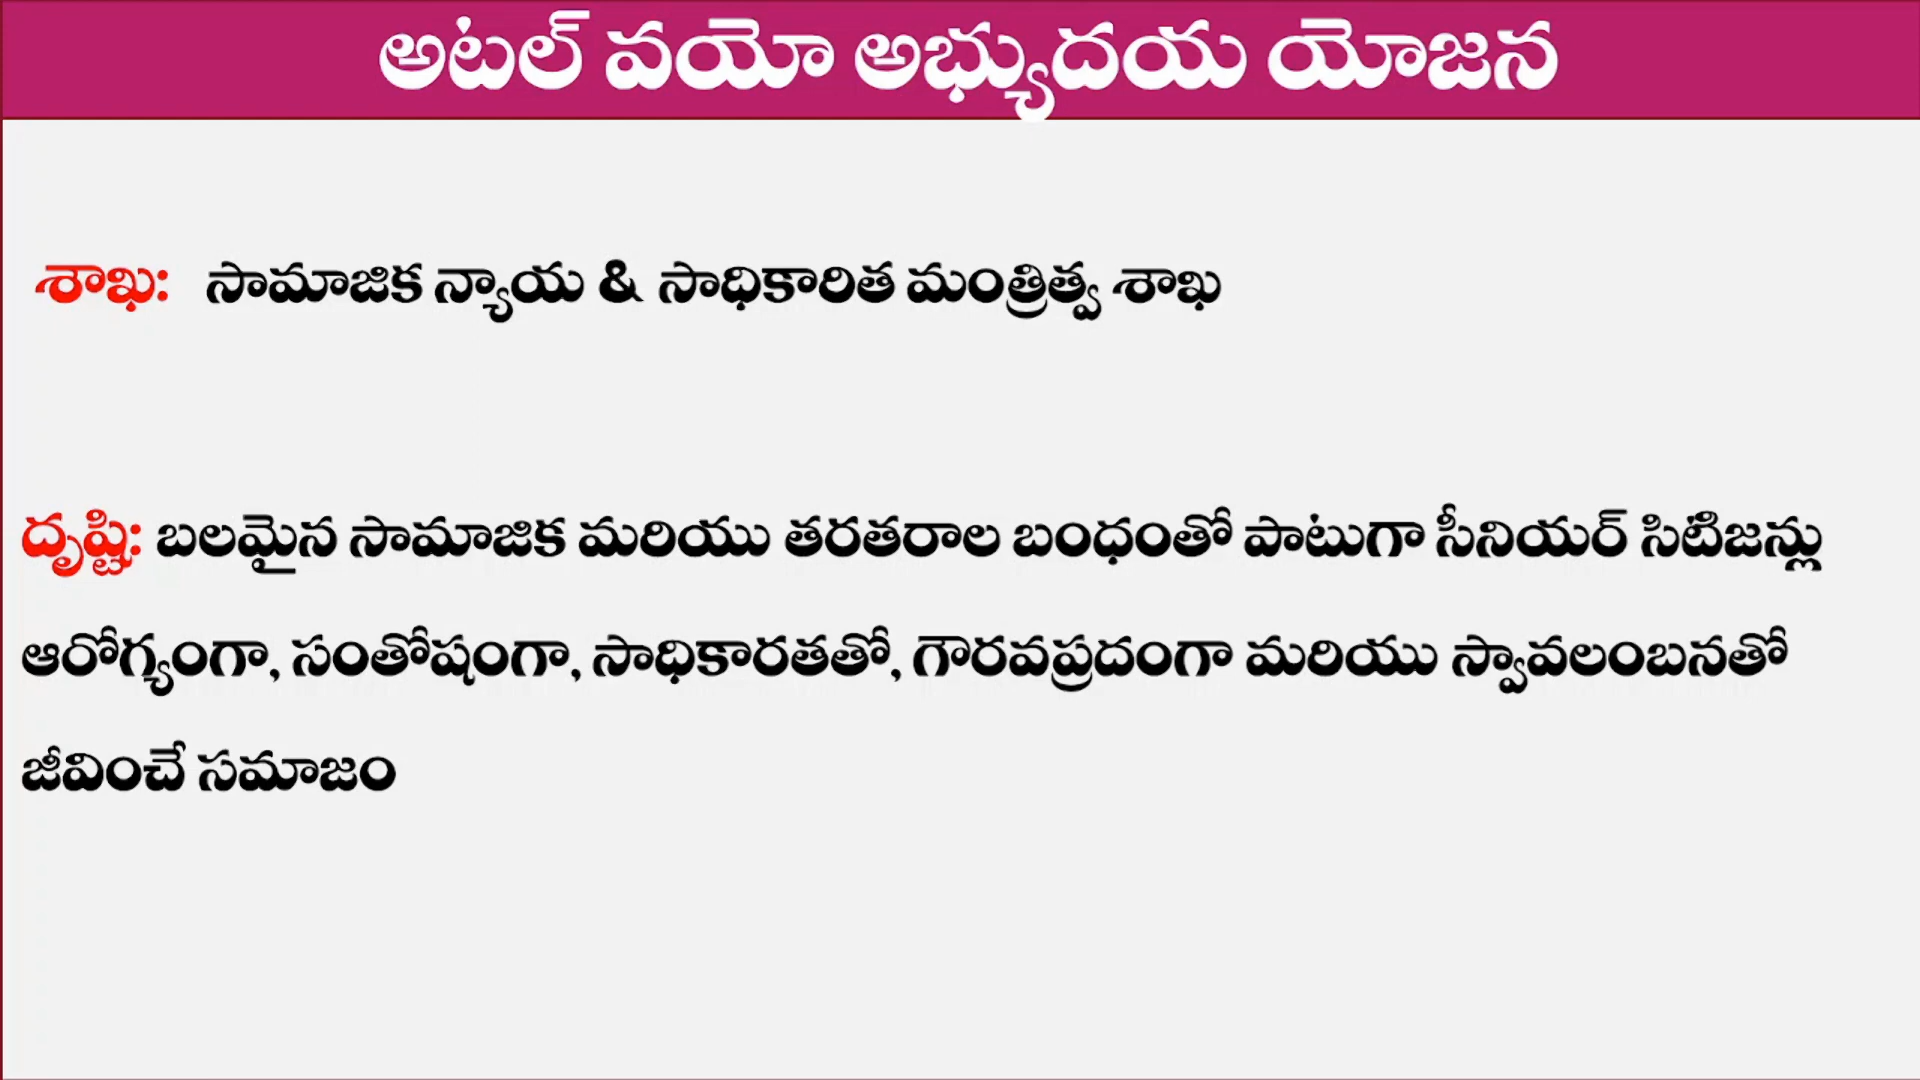 అటల్ వయో అభ్యుదయ యోజన
శాఖ: సామాజిక న్యాయ & సాధికారిత మంత్రిత్వ శాఖ
దృష్టి: బలమైన సామాజిక మరియు తరతరాల బంధంతో పాటుగా సీనియర్ సిటిజన్లు
ఆరోగ్యంగా, సంతోషంగా, సాధికారతతో, గౌరవప్రదంగా మరియు స్వావలంబనతో
జీవించే సమాజం